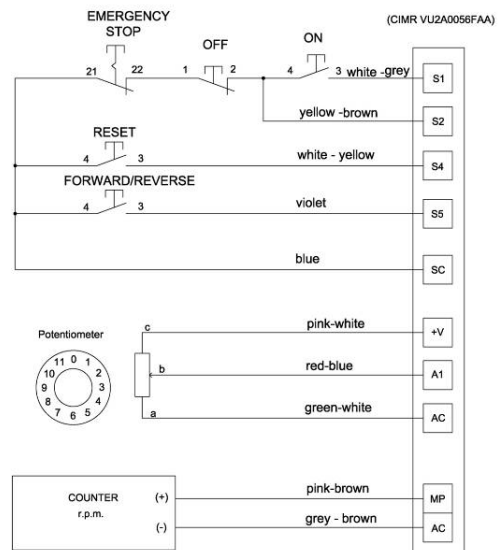 EMERGENCY
STOP
OFF
ON
(CIMR VU2A0056FAA)
21 22 1 2 4 3 white -grey S1
yellow -brown S2
RESET
4 3 white - yellow S4
FORWARD/REVERSE
4 3 violet S5
blue SC
Potentiometer
11 0 1 2 3 4 5 6 7 8 9 10
c pink-white +V
b red-blue A1
a green-white AC
COUNTER
r.p.m.
(+) pink-brown MP
(-) grey - brown AC